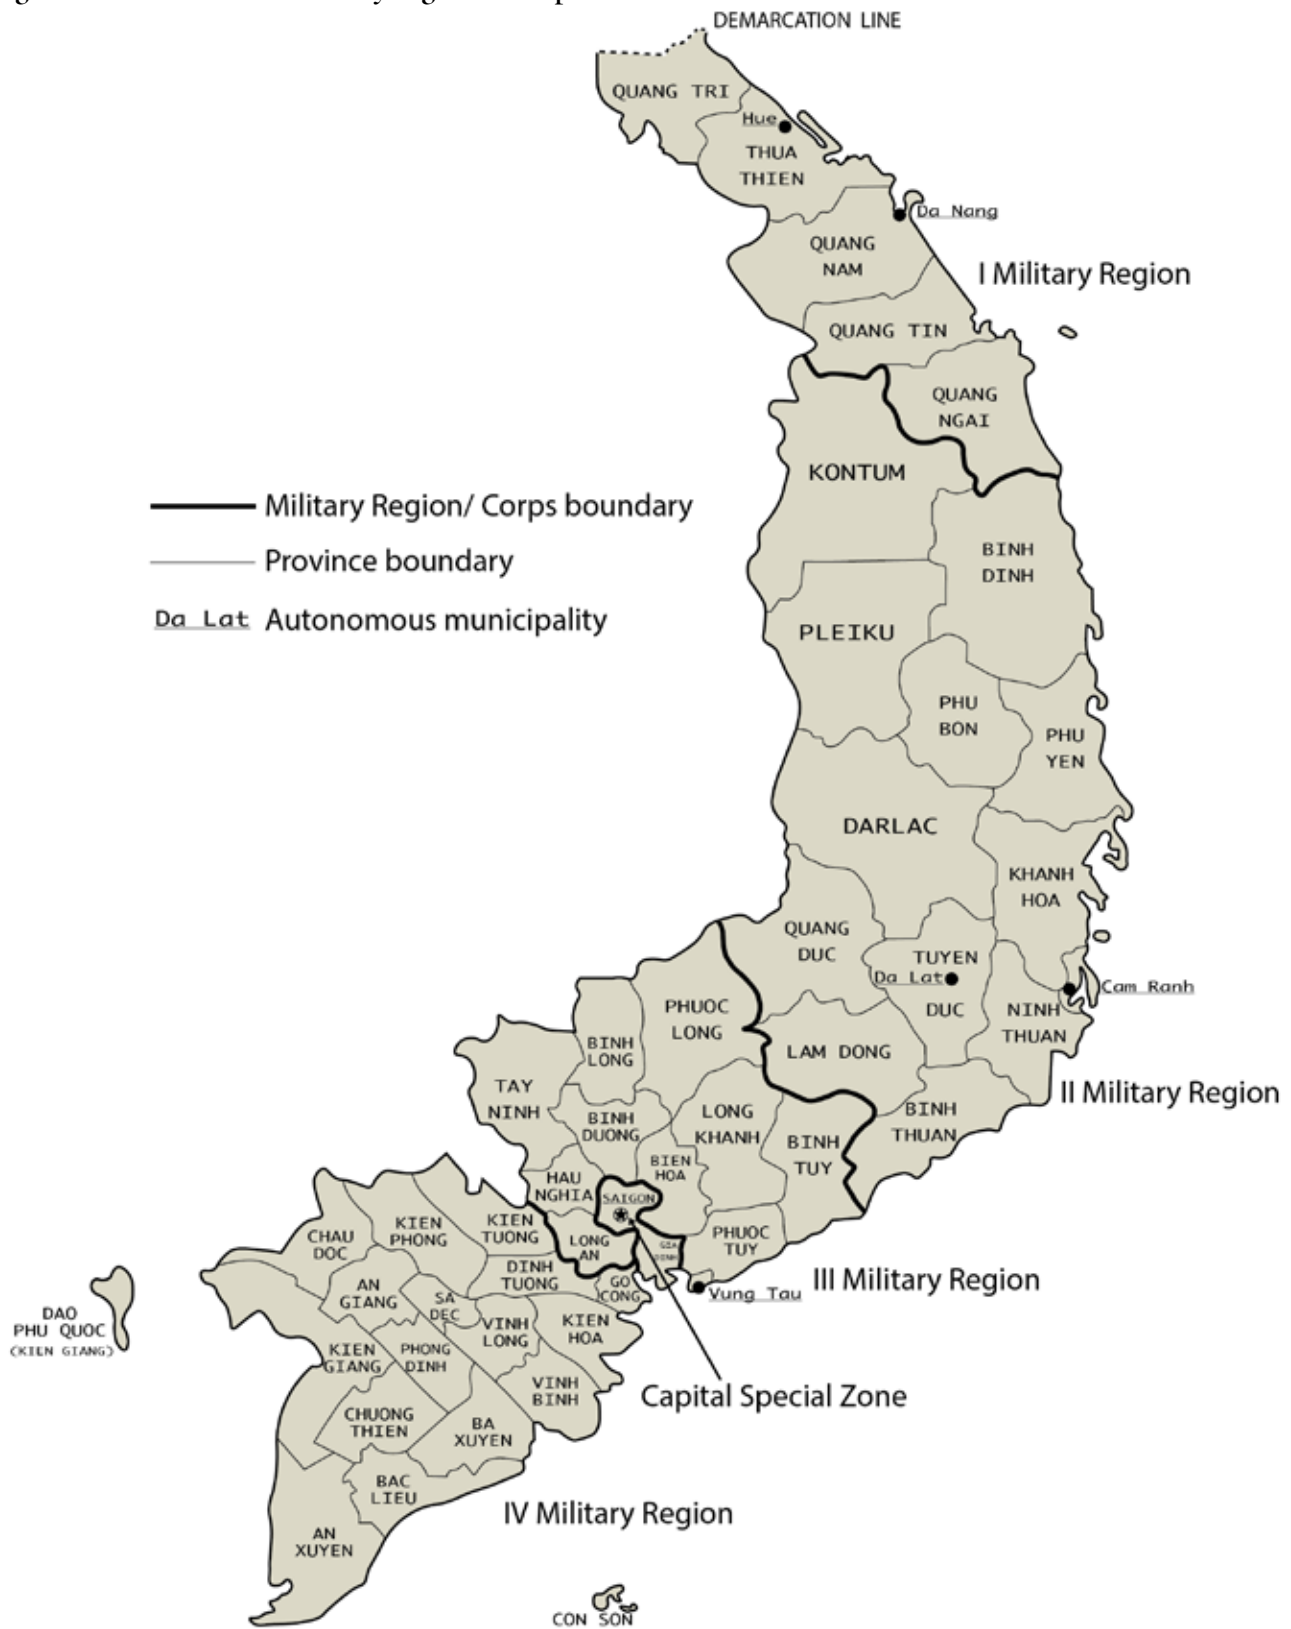 DEMARCATION LINE
QUANG TRI
Hue
THUA
THIEN
Da Nang
QUANG
NAM
I Military Region
QUANG TIN
QUANG
NGAI
KONTUM
Military Region/ Corps boundary
Province boundary
Da Lat Autonomous municipality
BINH
DINH
PLEIKU
PHU
BON
PHU
YEN
DARLAC
KHANH
HOA
QUANG
DUC
TUYEN
Da Lat
DUC
Cam Ranh
NINH
THUAN
PHUOC
LONG
BINH
LONG
LAM DONG
TAY
NINH
II Military Region
BINH
DUONG
LONG
KHANH
BINH
THUAN
BINH
TUY
BIEN
HOA
HAU
NGHIA
SAIGON
KIEN
PHONG
KIEN
TUONG
CHAU
DOC
LONG
AN
GIA
DINH
PHUOC
TUY
III Military Region
DINH
TUONG
GO
CONG
Vung Tau
AN
GIANG
SA
DEC
DAO
PHU QUOC
(KIEN GIANG)
VINH
LONG
KIEN
HOA
KIEN
GIANG
PHONG
DINH
VINH
BINH
Capital Special Zone
CHUONG
THIEN
BA
XUYEN
BAC
LIEU
IV Military Region
AN
XUYEN
CON SON